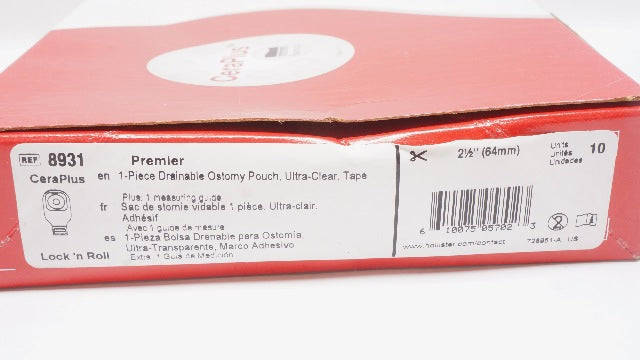 CeraPlus™
REF 8931
CeraPlus
Lock 'n Roll
Premier
en 1-Piece Drainable Ostomy Pouch, Ultra-Clear, Tape
Plus: 1 measuring guide
fr Sac de stomie vidable 1 pièce, Ultra-clair,
Adhésif
Avec 1 guide de mesure
es 1-Pieza Bolsa Drenable para Ostomía,
Ultra-Transparente, Marco Adhesivo
Extra: 1 Guía de Medición
2½" (64mm)
Units
unités
Unidades
10
6 10075 05702 3
www.hollister.com/contact
728951-A US